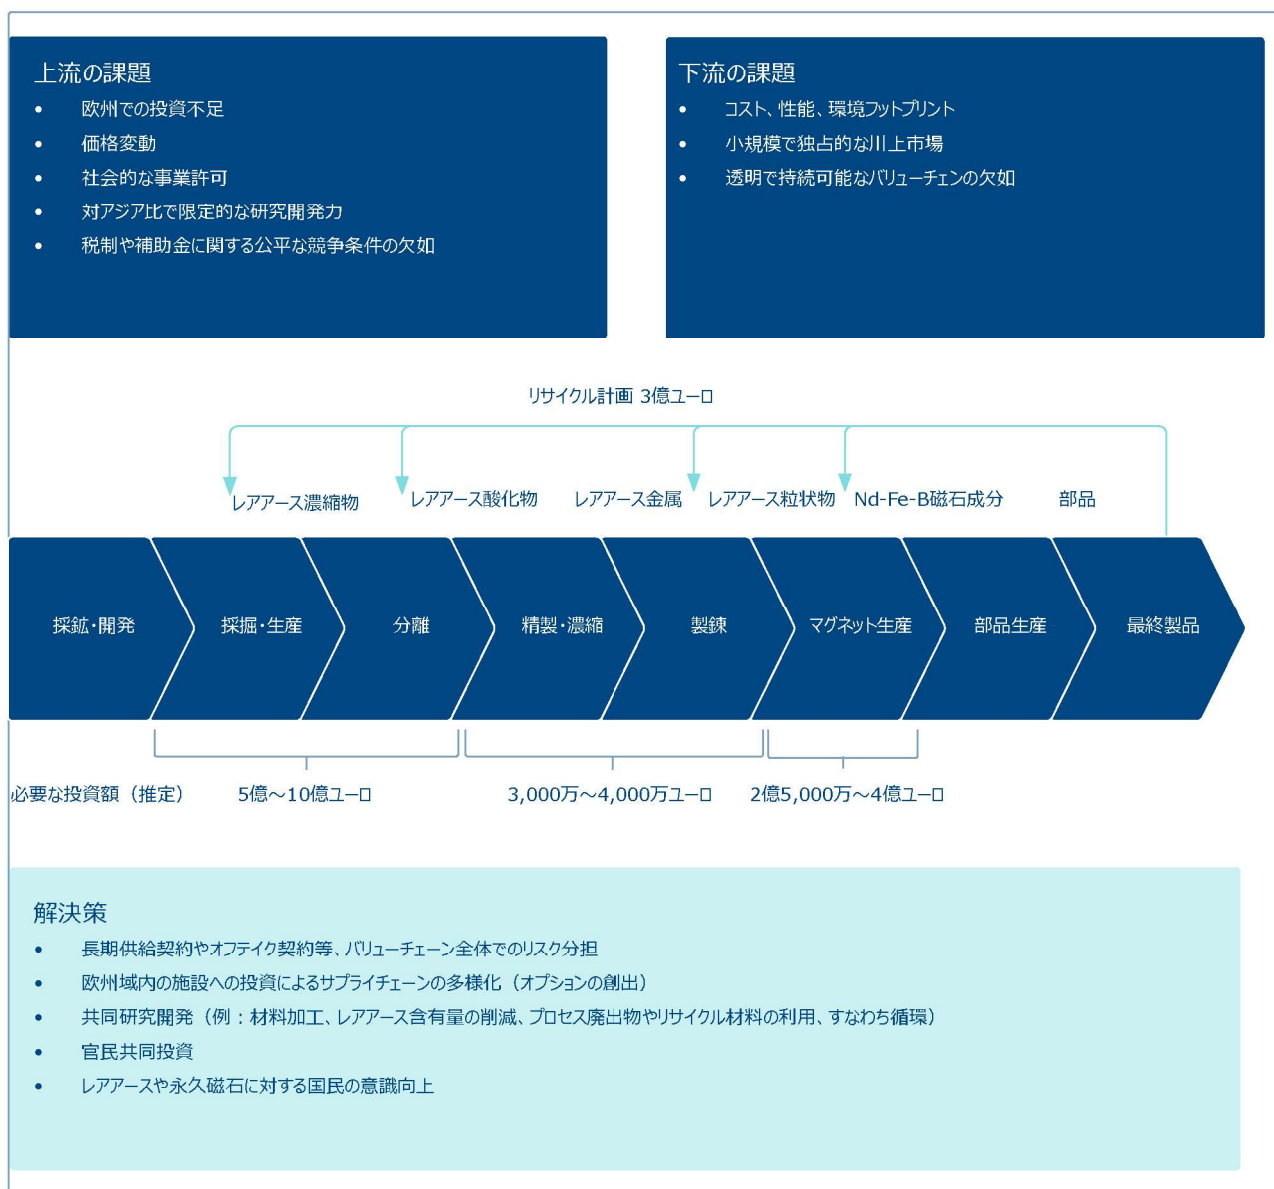 上流の課題
• 欧州での投資不足
• 価格変動
• 社会的な事業許可
• 対アジア比で限定的な研究開発力
• 税制や補助金に関する公平な競争条件の欠如
下流の課題
• コスト、性能、環境フットプリント
• 小規模で独占的な川上市場
• 透明で持続可能なバリューチェンの欠如
リサイクル計画 3億ユーロ
レアアース濃縮物
レアアース酸化物
レアアース金属
レアアース粒状物
Nd-Fe-B磁石成分
部品
採鉱・開発
採掘・生産
分離
精製・濃縮
製錬
マグネット生産
部品生産
最終製品
必要な投資額（推定）
5億～10億ユーロ
3,000万～4,000万ユーロ
2億5,000万～4億ユーロ
解決策
• 長期供給契約やオフテイク契約等、バリューチェーン全体でのリスク分担
• 欧州域内の施設への投資によるサプライチェーンの多様化（オプションの創出）
• 共同研究開発（例：材料加工、レアアース含有量の削減、プロセス廃出物やリサイクル材料の利用、すなわち循環）
• 官民共同投資
• レアアースや永久磁石に対する国民の意識向上